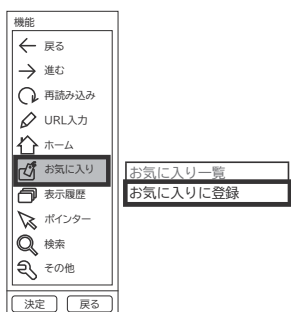 機能
戻る
進む
再読み込み
URL入力
ホーム
お気に入り
お気に入り一覧
お気に入りに登録
表示履歴
ポインター
検索
その他
決定 戻る